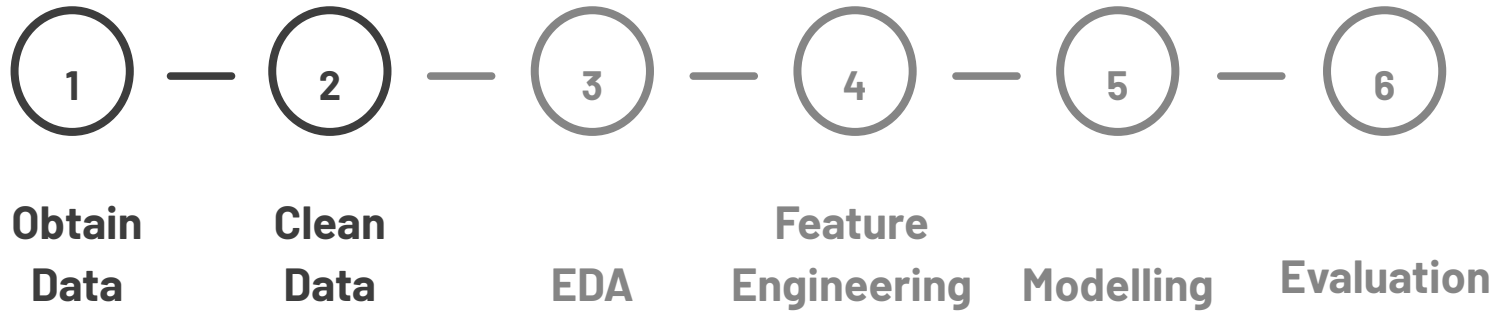 1
2
3
4
5
6
Obtain
Data
Clean
Data
EDA
Feature
Engineering
Modelling
Evaluation